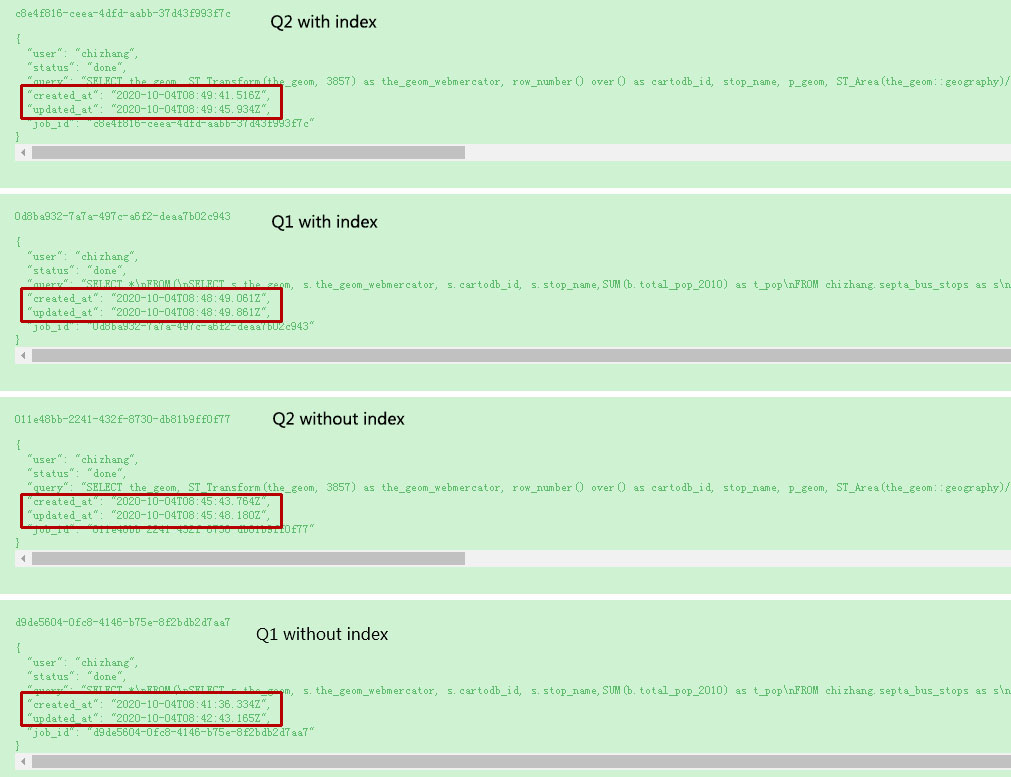 c8e4f816-ceea-4dfd-aabb-37d43f993f7c
Q2 with index
{
"user": "chizhang",
"status": "done",
"query": "SELECT the_geom, ST_Transform(the_geom, 3857) as the_geom_webmercator, row_number() over() as cartodb_id, stop_name, p_geom, ST_Area(the_geom::geography)/
"created_at": "2020-10-04T08:49:41.516Z",
"updated_at": "2020-10-04T08:49:45.934Z",
"job_id": "c8e4f816-ceea-4dfd-aabb-37d43f993f7c"
}
0d8ba932-7a7a-497c-a6f2-deaa7b02c943
Q1 with index
{
"user": "chizhang",
"status": "done",
"query": "SELECT *\nFROM(\nSELECT s.the_geom, s.the_geom_webmercator, s.cartodb_id, s.stop_name,SUM(b.total_pop_2010) as t_pop\nFROM chizhang.septa_bus_stops as s\n
"created_at": "2020-10-04T08:48:49.061Z",
"updated_at": "2020-10-04T08:48:49.861Z",
"job_id": "0d8ba932-7a7a-497c-a6f2-deaa7b02c943"
}
011e48bb-2241-432f-8730-db81b9ff0f77
Q2 without index
{
"user": "chizhang",
"status": "done",
"query": "SELECT the_geom, ST_Transform(the_geom, 3857) as the_geom_webmercator, row_number() over() as cartodb_id, stop_name, p_geom, ST_Area(the_geom::geography)/
"created_at": "2020-10-04T08:45:43.764Z",
"updated_at": "2020-10-04T08:45:48.180Z",
"job_id": "011e48bb-2241-432f-8730-db81b9ff0f77"
}
d9de5604-0fc8-4146-b75e-8f2bdb2d7aa7
Q1 without index
{
"user": "chizhang",
"status": "done",
"query": "SELECT *\nFROM(\nSELECT s.the_geom, s.the_geom_webmercator, s.cartodb_id, s.stop_name,SUM(b.total_pop_2010) as t_pop\nFROM chizhang.septa_bus_stops as s\n
"created_at": "2020-10-04T08:41:36.334Z",
"updated_at": "2020-10-04T08:42:43.165Z",
"job_id": "d9de5604-0fc8-4146-b75e-8f2bdb2d7aa7"
}